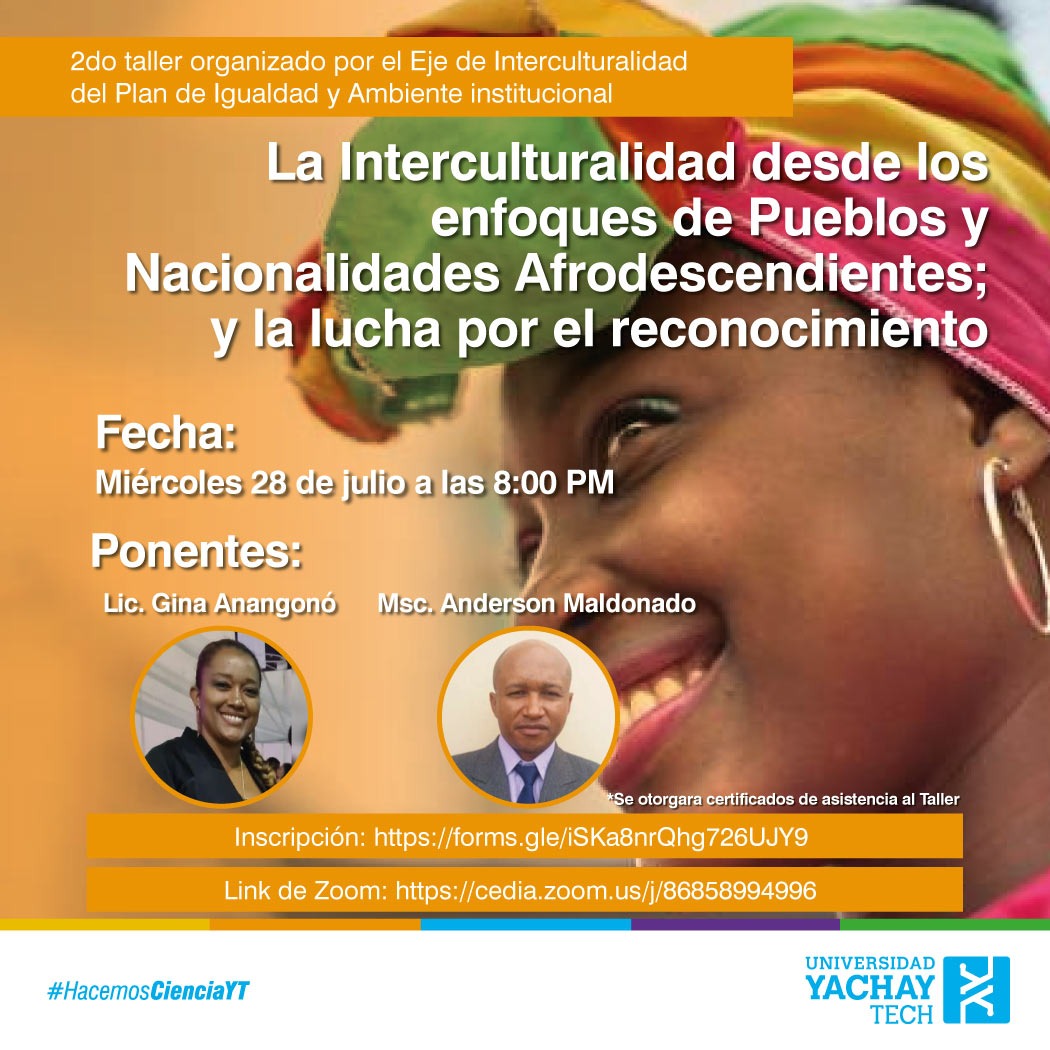 2do taller organizado por el Eje de Interculturalidad
del Plan de Igualdad y Ambiente institucional
La Interculturalidad desde los
enfoques de Pueblos y
Nacionalidades Afrodescendientes;
y la lucha por el reconocimiento
Fecha:
Miércoles 28 de julio a las 8:00 PM
Ponentes:
Lic. Gina Anangonó
Msc. Anderson Maldonado
*Se otorgara certificados de asistencia al Taller
Inscripción: https://forms.gle/iSKa8nrQhg726UJY9
Link de Zoom: https://cedia.zoom.us/j/86858994996
#HacemosCienciaYT
UNIVERSIDAD
YACHAY
TECH